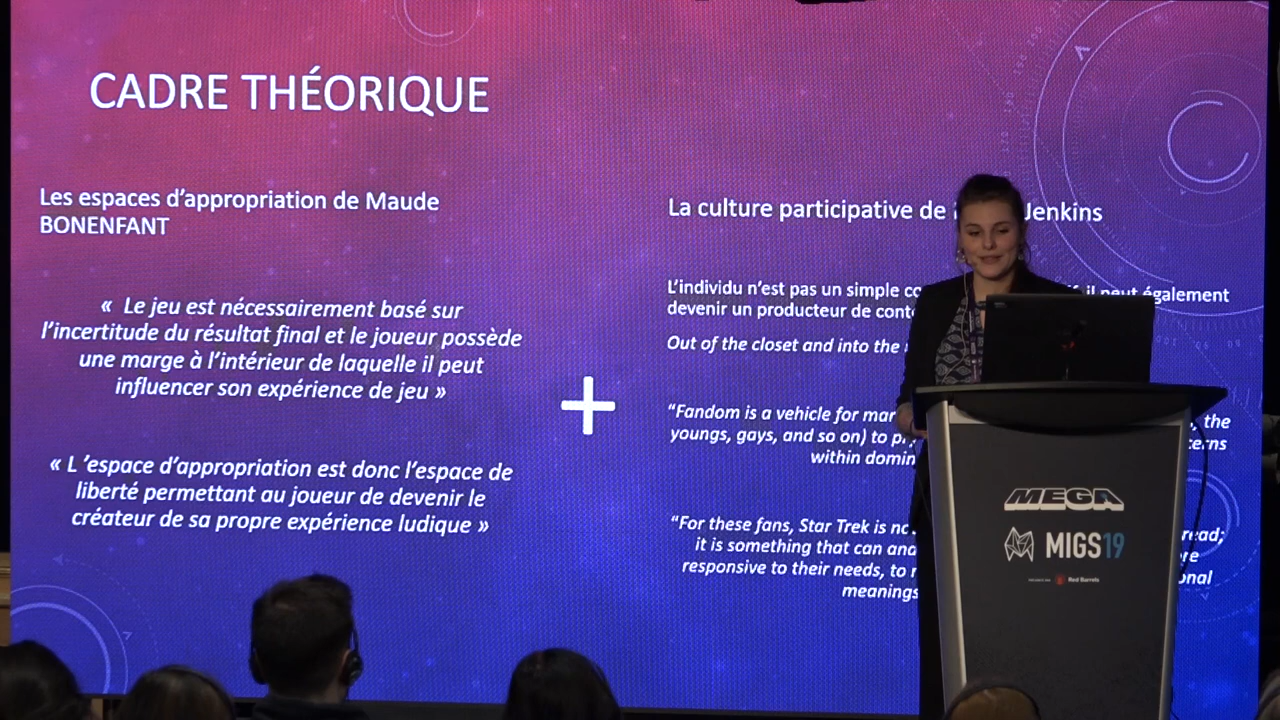 CADRE THÉORIQUE
Les espaces d'appropriation de Maude
BONENFANT
«  Le jeu est nécessairement basé sur
l'incertitude du résultat final et le joueur possède
une marge à l'intérieur de laquelle il peut
influencer son expérience de jeu »
« L 'espace d'appropriation est donc l'espace de
liberté permettant au joueur de devenir le
créateur de sa propre expérience ludique »
+
La culture participative de Jenkins
L'individu n'est pas un simple il peut également
devenir un producteur de
Out of the closet and into the
"Fandom is a vehicle for the
youngs, gays, and so on) to
within
"For these fans, Star Trek is
it is something that can
responsive to their needs, to
meanings
MEGA
MIGS19
Red Barrels